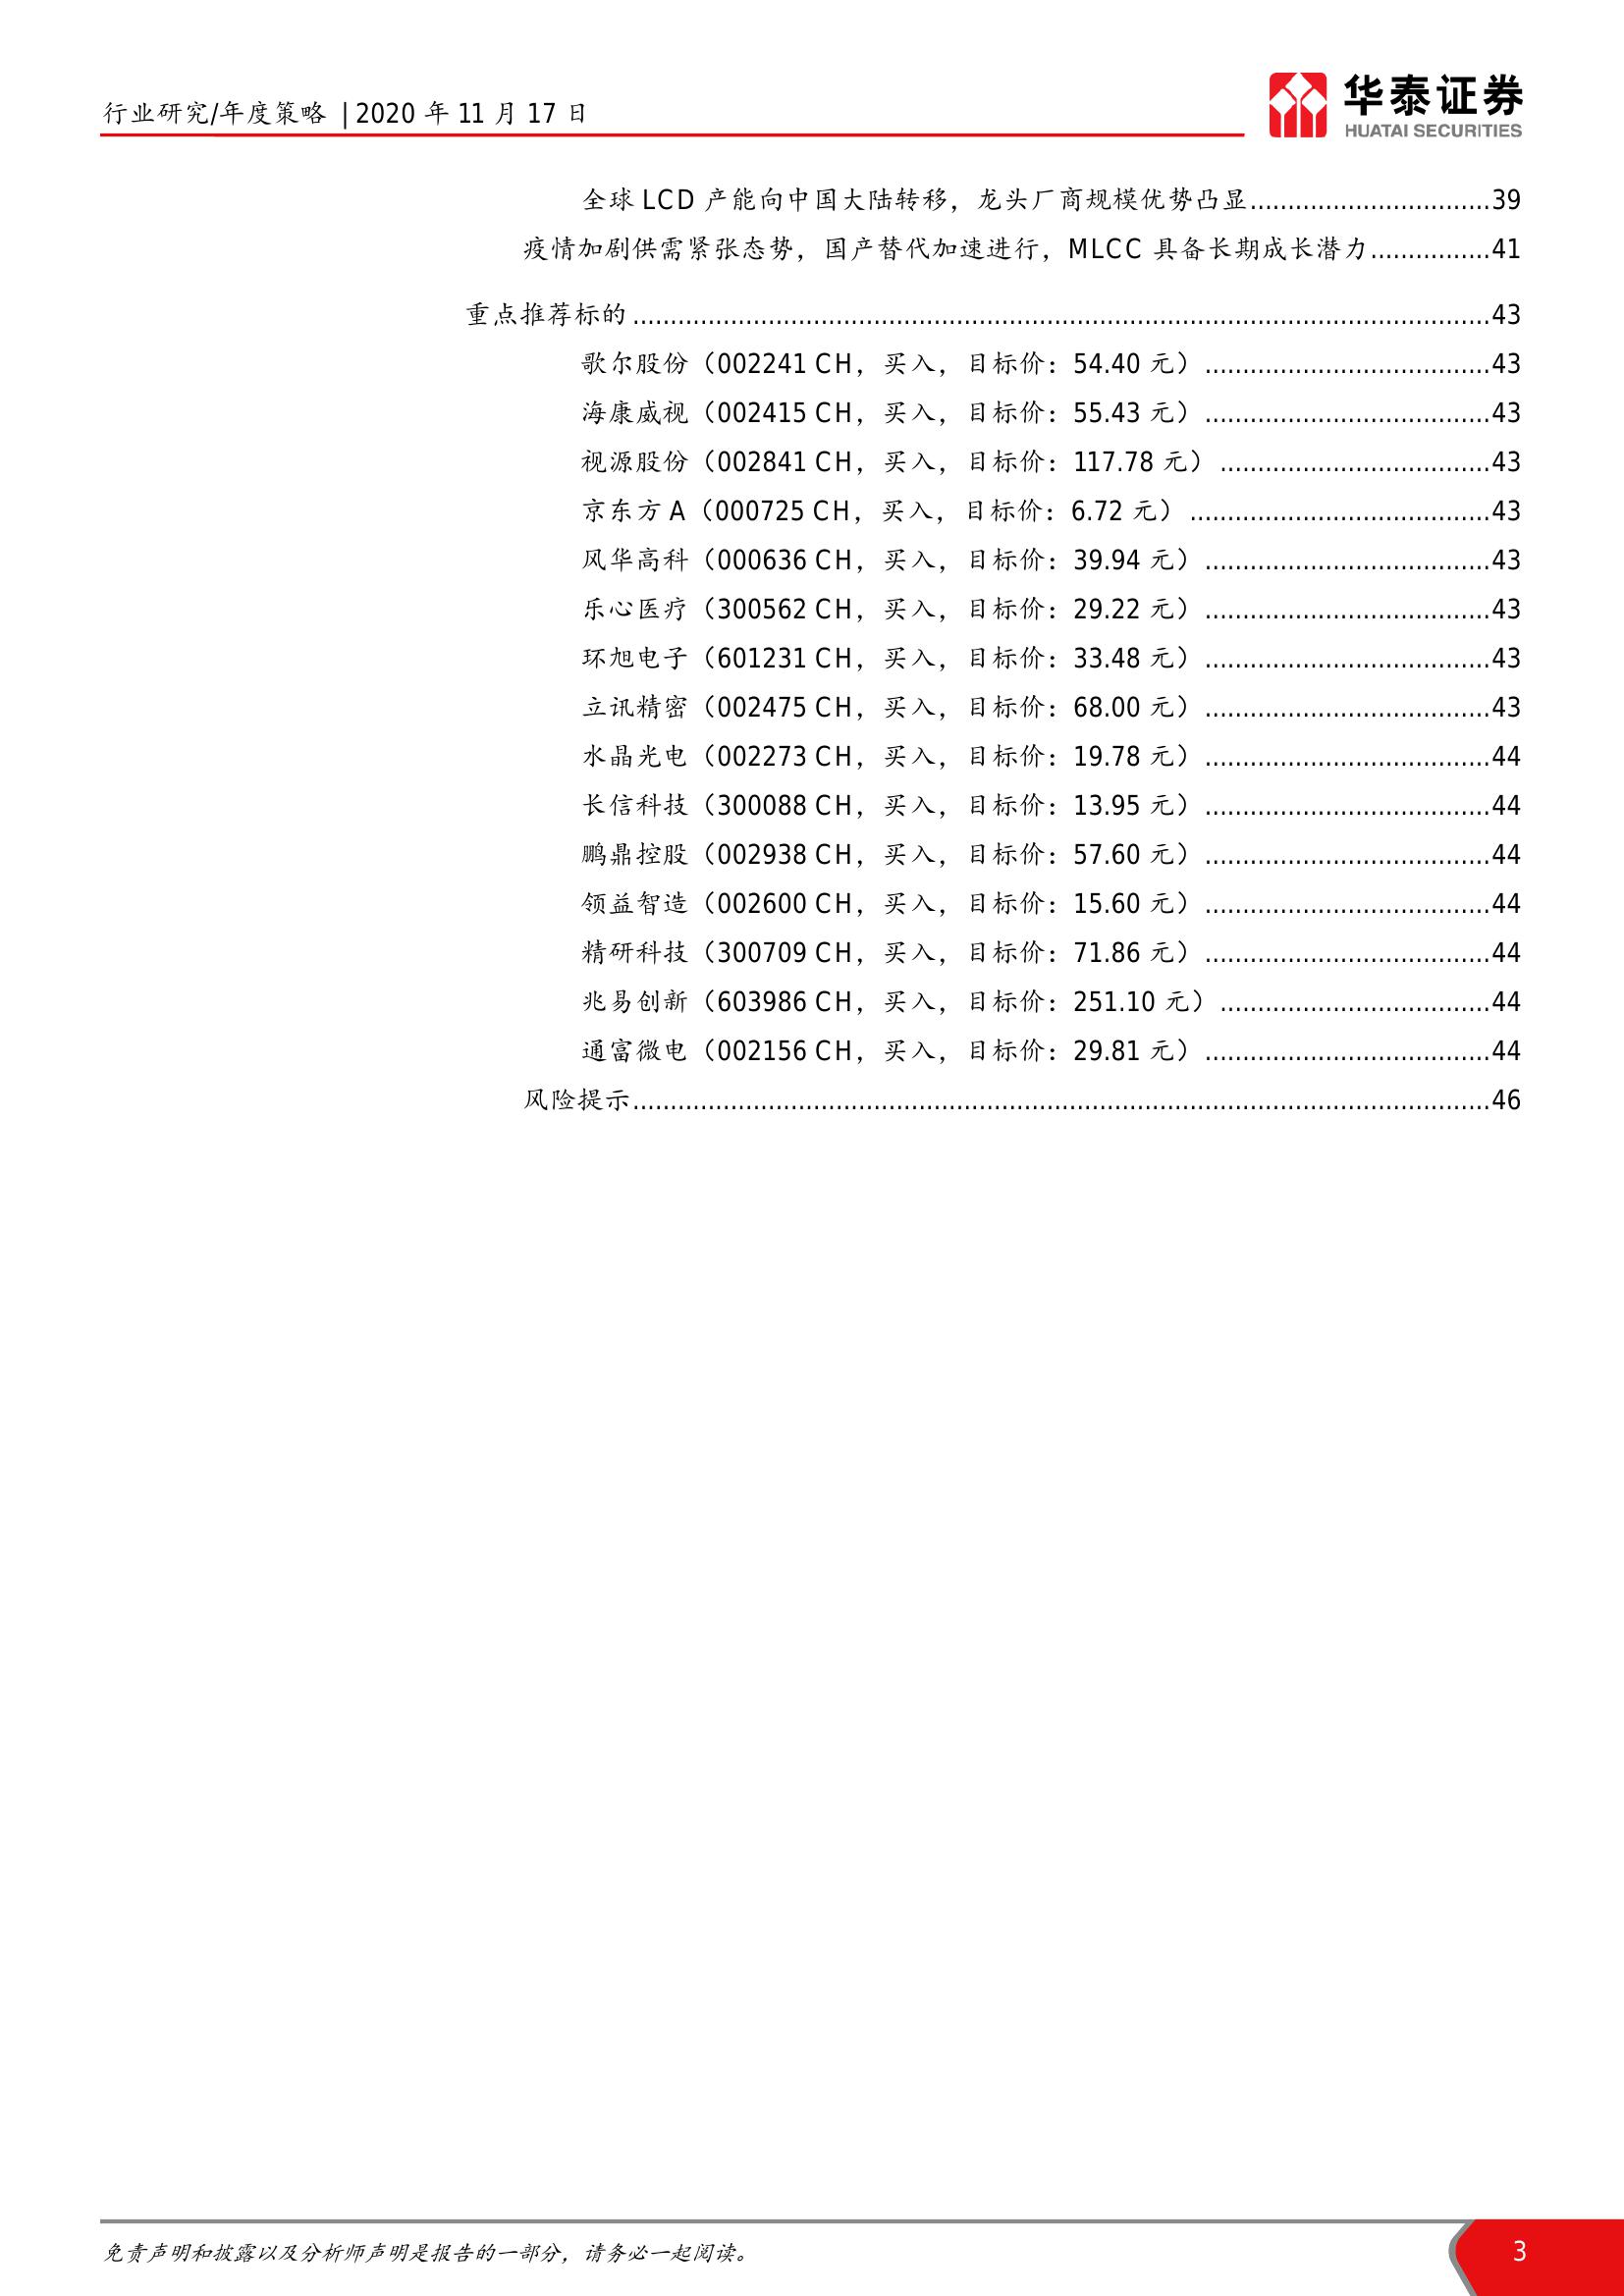 行业研究/年度策略 | 2020 年 11 月 17 日
华泰证券
HUATAI SECURITIES
全球 LCD 产能向中国大陆转移，龙头厂商规模优势凸显................................39
疫情加剧供需紧张态势，国产替代加速进行，MLCC 具备长期成长潜力................41
重点推荐标的..................................................................................................................43
歌尔股份（002241 CH，买入，目标价：54.40 元）......................................43
海康威视（002415 CH，买入，目标价：55.43 元）......................................43
视源股份（002841 CH，买入，目标价：117.78 元）....................................43
京东方 A（000725 CH，买入，目标价：6.72 元）........................................43
风华高科（000636 CH，买入，目标价：39.94 元）......................................43
乐心医疗（300562 CH，买入，目标价：29.22 元）......................................43
环旭电子（601231 CH，买入，目标价：33.48 元）......................................43
立讯精密（002475 CH，买入，目标价：68.00 元）......................................43
水晶光电（002273 CH，买入，目标价：19.78 元）......................................44
长信科技（300088 CH，买入，目标价：13.95 元）......................................44
鹏鼎控股（002938 CH，买入，目标价：57.60 元）......................................44
领益智造（002600 CH，买入，目标价：15.60 元）......................................44
精研科技（300709 CH，买入，目标价：71.86 元）......................................44
兆易创新（603986 CH，买入，目标价：251.10 元）....................................44
通富微电（002156 CH，买入，目标价：29.81 元）......................................44
风险提示..................................................................................................................46
免责声明和披露以及分析师声明是报告的一部分，请务必一起阅读。
3